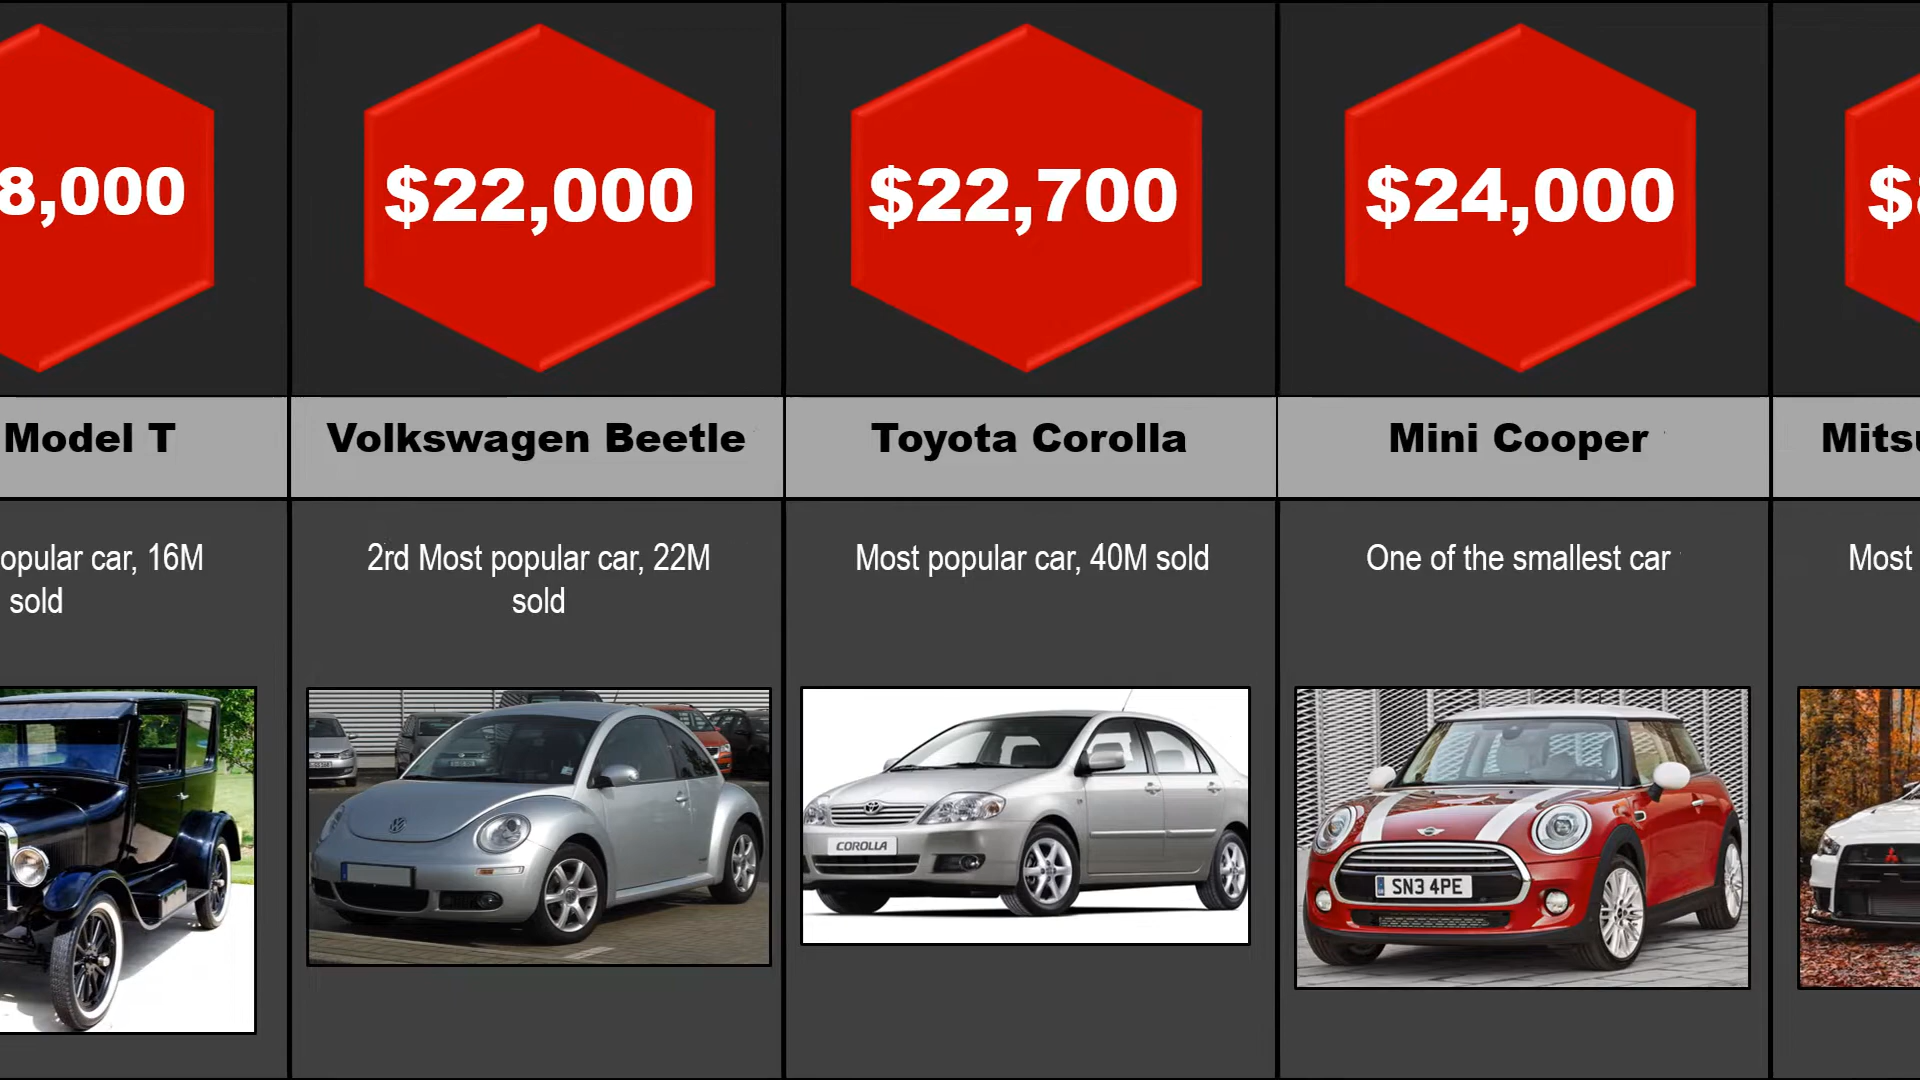 8,000
$22,000
$22,700
$24,000
$
Model T
Volkswagen Beetle
Toyota Corolla
Mini Cooper
Mits
opular car, 16M
sold
2rd Most popular car, 22M
sold
Most popular car, 40M sold
One of the smallest car
Most
COROLLA
SN3 4PE